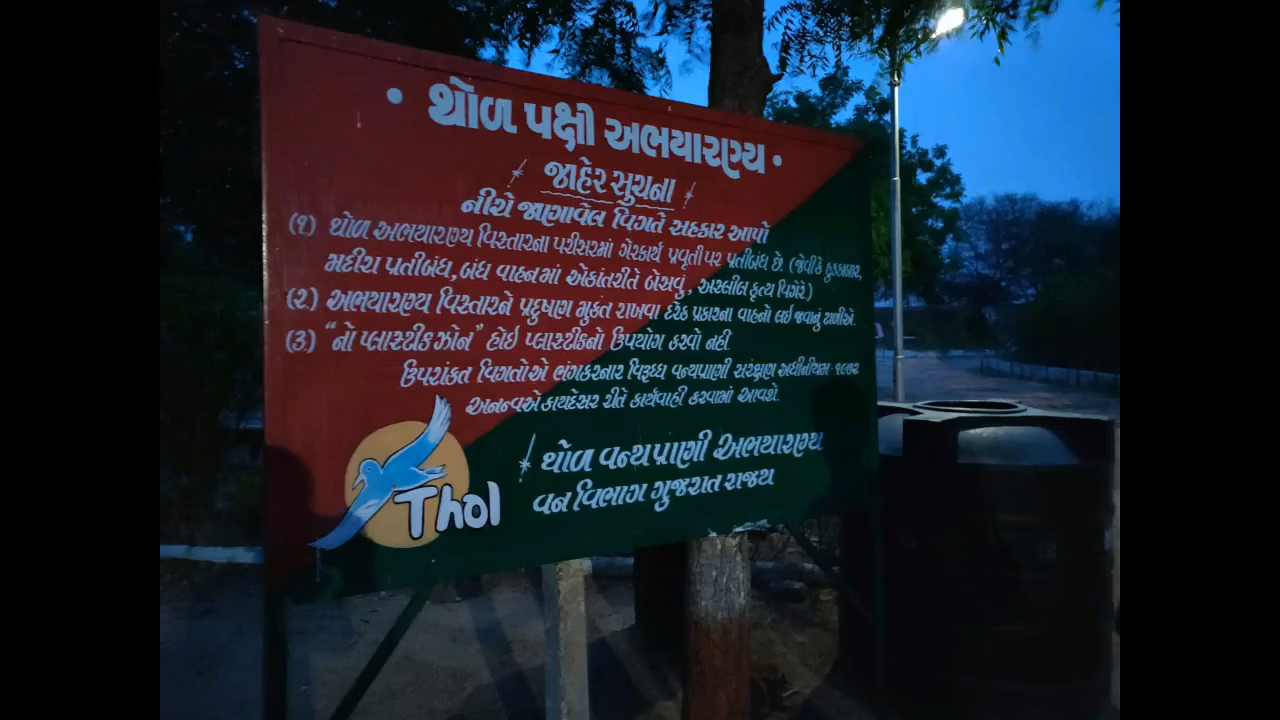 • થોળ પક્ષી અભયારણ્ય •
જાહેર સુચના
નીચે જણાવેલ વિગતે સહકાર આપો
(૧) થોળ અભયારણ્ય વિસ્તારના પરીસરમાં ગેરકાર્ય પ્રવૃતી પર પ્રતીબંધ છે. (જેવી કે હુક્કાબાર,
મદીરા પ્રતીબંધ, બંધ વાહનમાં એકાંતરીતે બેસવું, અશ્લીલ કૃત્ય વિગેરે.)
(૨.) અભયારણ્ય વિસ્તારને પ્રદુષણ મુક્ત રાખવા દરેક પ્રકારના વાહનો લઇ જવાનું ટાળીએ.
(૩.) "નો પ્લાસ્ટીક ઝોન" હોઇ પ્લાસ્ટીકનો ઉપયોગ કરવો નહીં
ઉપરોક્ત વિગતોએ ભંગકરનાર વિરૂધ્ધ વન્યપ્રાણી સંરક્ષણ અધીનીયમ-૧૯૭૨
અનન્વએ કાયદેસર રીતે કાર્યવાહી કરવામાં આવશે.
થોળ વન્યપ્રાણી અભયારણ્ય
વન વિભાગ ગુજરાત રાજ્ય
Thol